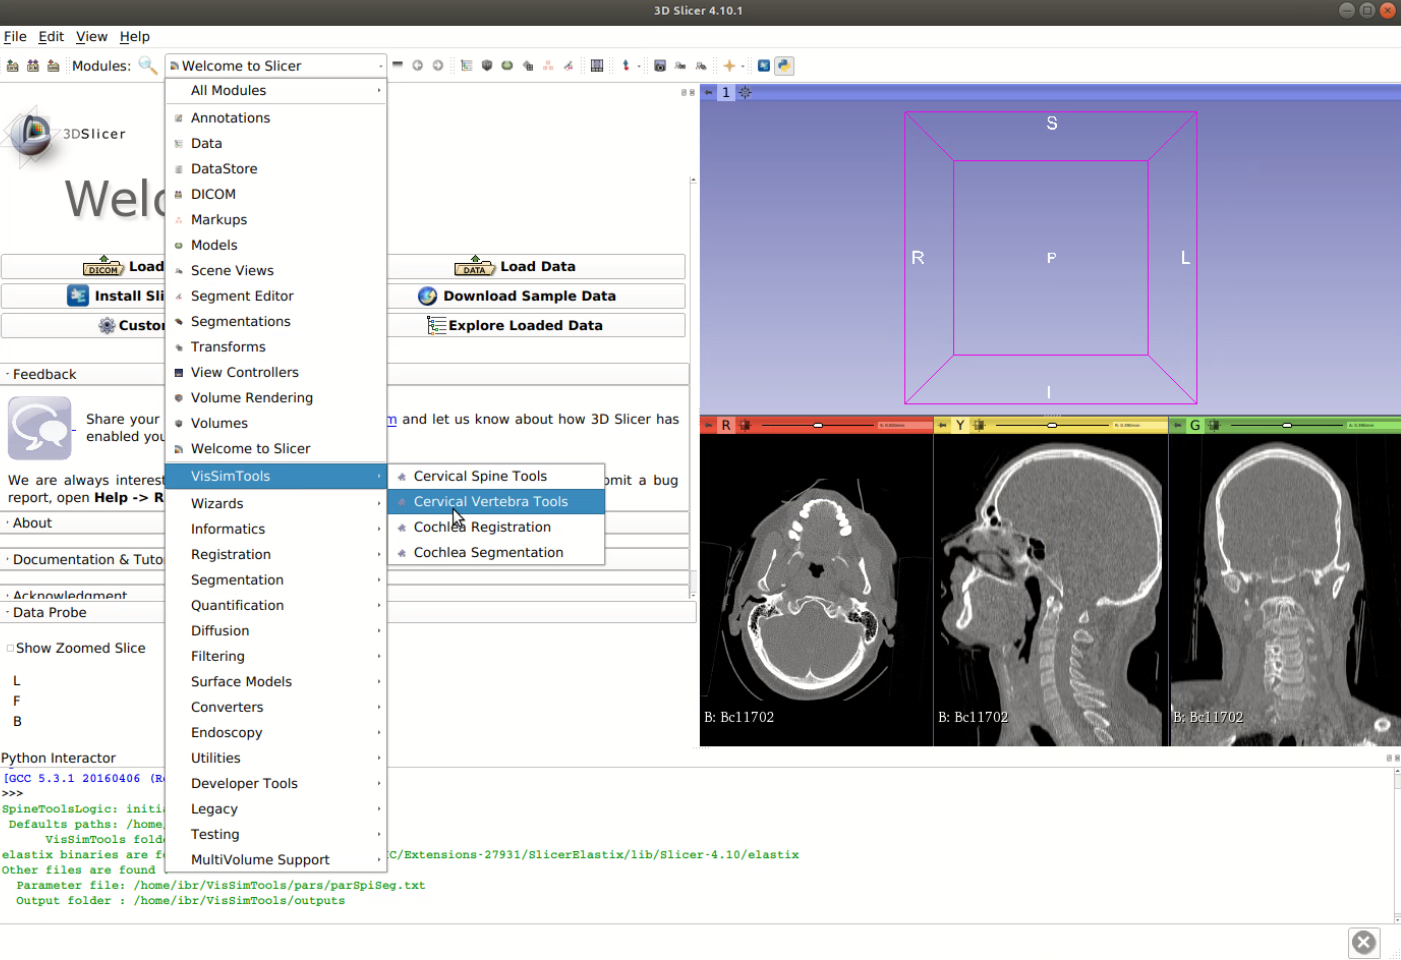 3D Slicer 4.10.1
File Edit View Help
Modules: Welcome to Slicer
All Modules
Annotations
Data
DataStore
DICOM
Markups
Models
Scene Views
Segment Editor
Segmentations
Transforms
View Controllers
Volume Rendering
Volumes
Welcome to Slicer
VisSimTools
Wizards
Informatics
Registration
Segmentation
Quantification
Diffusion
Filtering
Surface Models
Converters
Endoscopy
Utilities
Developer Tools
Legacy
Testing
MultiVolume Support
Cervical Spine Tools
Cervical Vertebra Tools
Cochlea Registration
Cochlea Segmentation
3DSlicer
Welc
DICOM Load
DATA Load Data
Install Sli
Download Sample Data
Custo
Explore Loaded Data
Feedback
Share your
m and let us know about how 3D Slicer has
enabled you
We are always interest
omit a bug
report, open Help -> R
About
Documentation & Tuto
Acknowledgment
Data Probe
Show Zoomed Slice
L
F
B
1
S
R
P
L
I
R
Y
G
B: Bc11702
B: Bc11702
B: Bc11702
Python Interactor
[GCC 5.3.1 20160406 (R
>>>
SpineToolsLogic: initi
Defaults paths: /home
VisSimTools fold
elastix binaries are f
C/Extensions-27931/SlicerElastix/lib/Slicer-4.10/elastix
Other files are found
Parameter file: /home/ibr/VisSimTools/pars/parSpiSeg.txt
Output folder : /home/ibr/VisSimTools/outputs